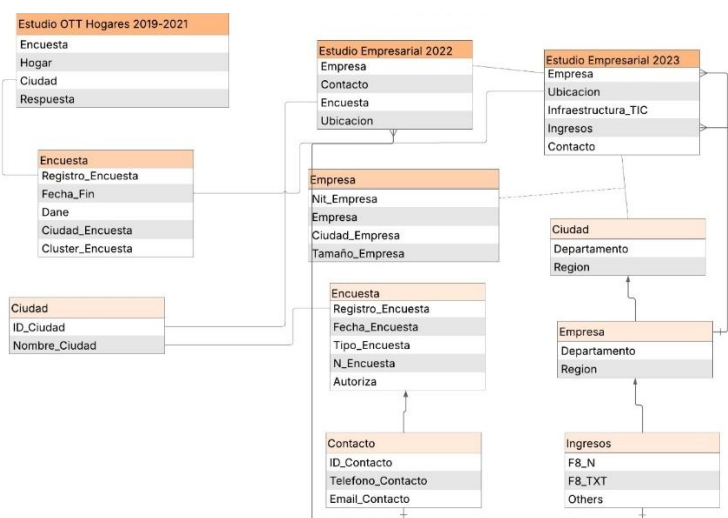 Estudio OTT Hogares 2019-2021
Encuesta
Hogar
Ciudad
Respuesta
Estudio Empresarial 2022
Empresa
Contacto
Encuesta
Ubicacion
Estudio Empresarial 2023
Empresa
Ubicacion
Infraestructura_TIC
Ingresos
Contacto
Encuesta
Registro_Encuesta
Fecha_Fin
Dane
Ciudad_Encuesta
Cluster_Encuesta
Empresa
Nit_Empresa
Empresa
Ciudad_Empresa
Tamaño_Empresa
Ciudad
Departamento
Region
Ciudad
ID_Ciudad
Nombre_Ciudad
Encuesta
Registro_Encuesta
Fecha_Encuesta
Tipo_Encuesta
N_Encuesta
Autoriza
Empresa
Departamento
Region
Contacto
ID_Contacto
Telefono_Contacto
Email_Contacto
Ingresos
F8_N
F8_TXT
Others